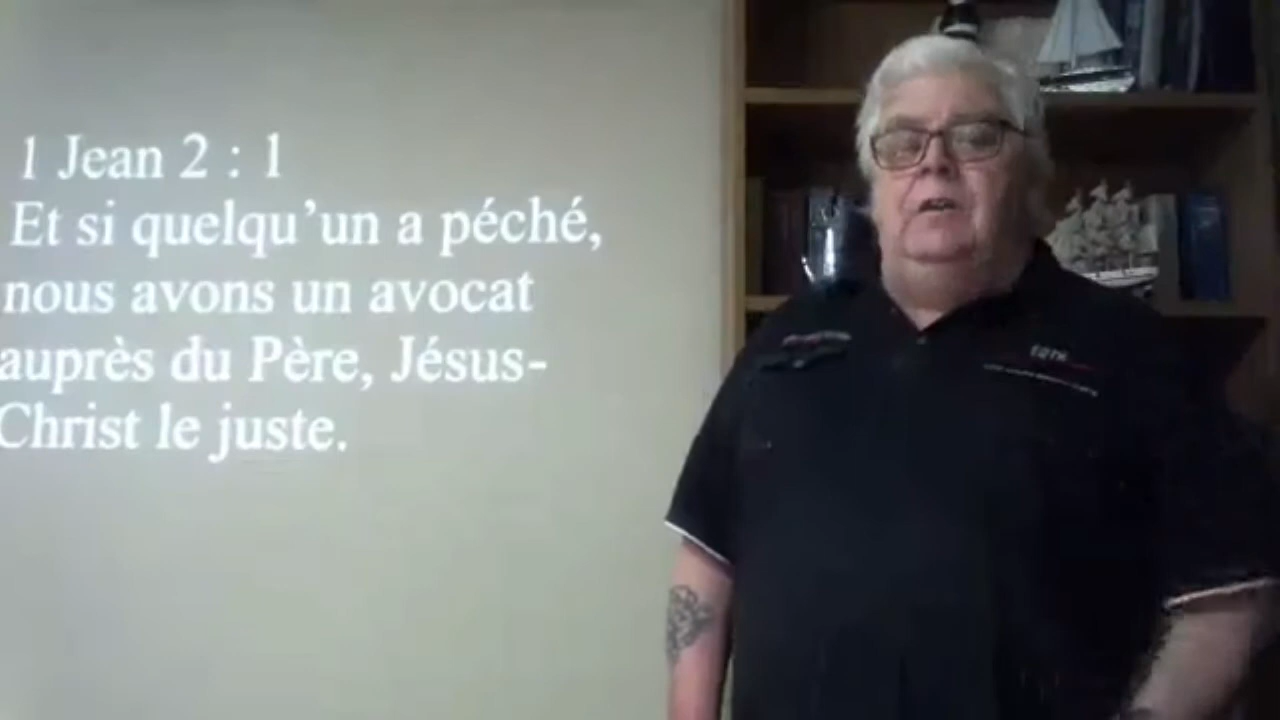 1 Jean 2 : 1
Et si quelqu’un a péché,
nous avons un avocat
auprès du Père, Jésus-
Christ le juste.